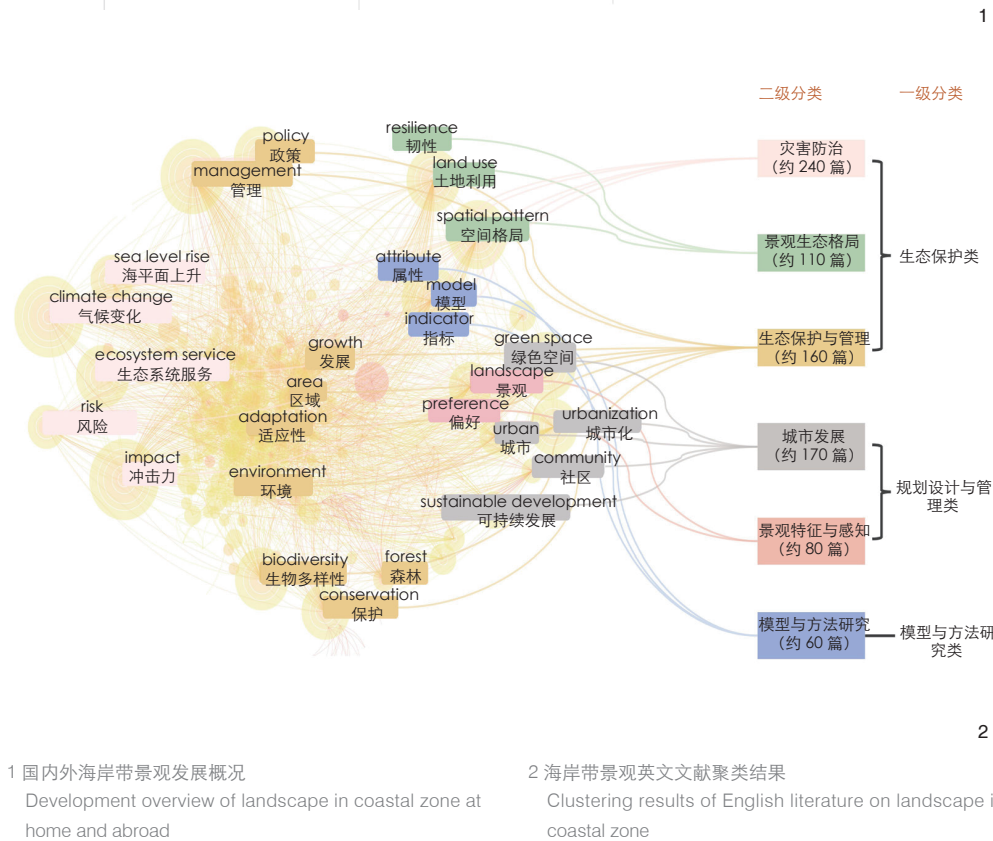 1
二级分类
一级分类
policy
政策
management
管理
resilience
韧性
land use
土地利用
spatial pattern
空间格局
attribute
属性
model
模型
indicator
指标
sea level rise
海平面上升
climate change
气候变化
ecosystem service
生态系统服务
risk
风险
impact
冲击力
growth
发展
area
区域
adaptation
适应性
environment
环境
green space
绿色空间
landscape
景观
preference
偏好
urban
城市
urbanization
城市化
community
社区
sustainable development
可持续发展
biodiversity
生物多样性
forest
森林
conservation
保护
灾害防治
（约 240 篇）
景观生态格局
（约 110 篇）
生态保护与管理
（约 160 篇）
城市发展
（约 170 篇）
景观特征与感知
（约 80 篇）
模型与方法研究
（约 60 篇）
生态保护类
规划设计与管
理类
模型与方法研
究类
2
1 国内外海岸带景观发展概况
Development overview of landscape in coastal zone at
home and abroad
2 海岸带景观英文文献聚类结果
Clustering results of English literature on landscape i
coastal zone